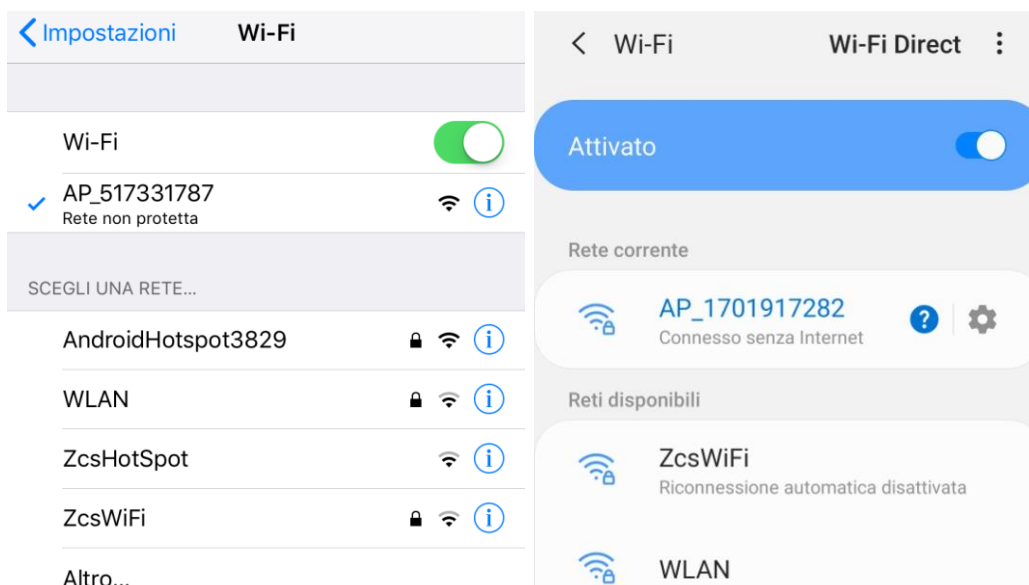 Impostazioni Wi-Fi
Wi-Fi
AP_517331787
Rete non protetta
SCEGLI UNA RETE...
AndroidHotspot3829
WLAN
ZcsHotSpot
ZcsWiFi
Altro...
Wi-Fi Wi-Fi Direct
Attivato
Rete corrente
AP_1701917282
Connesso senza Internet
Reti disponibili
ZcsWiFi
Riconnessione automatica disattivata
WLAN